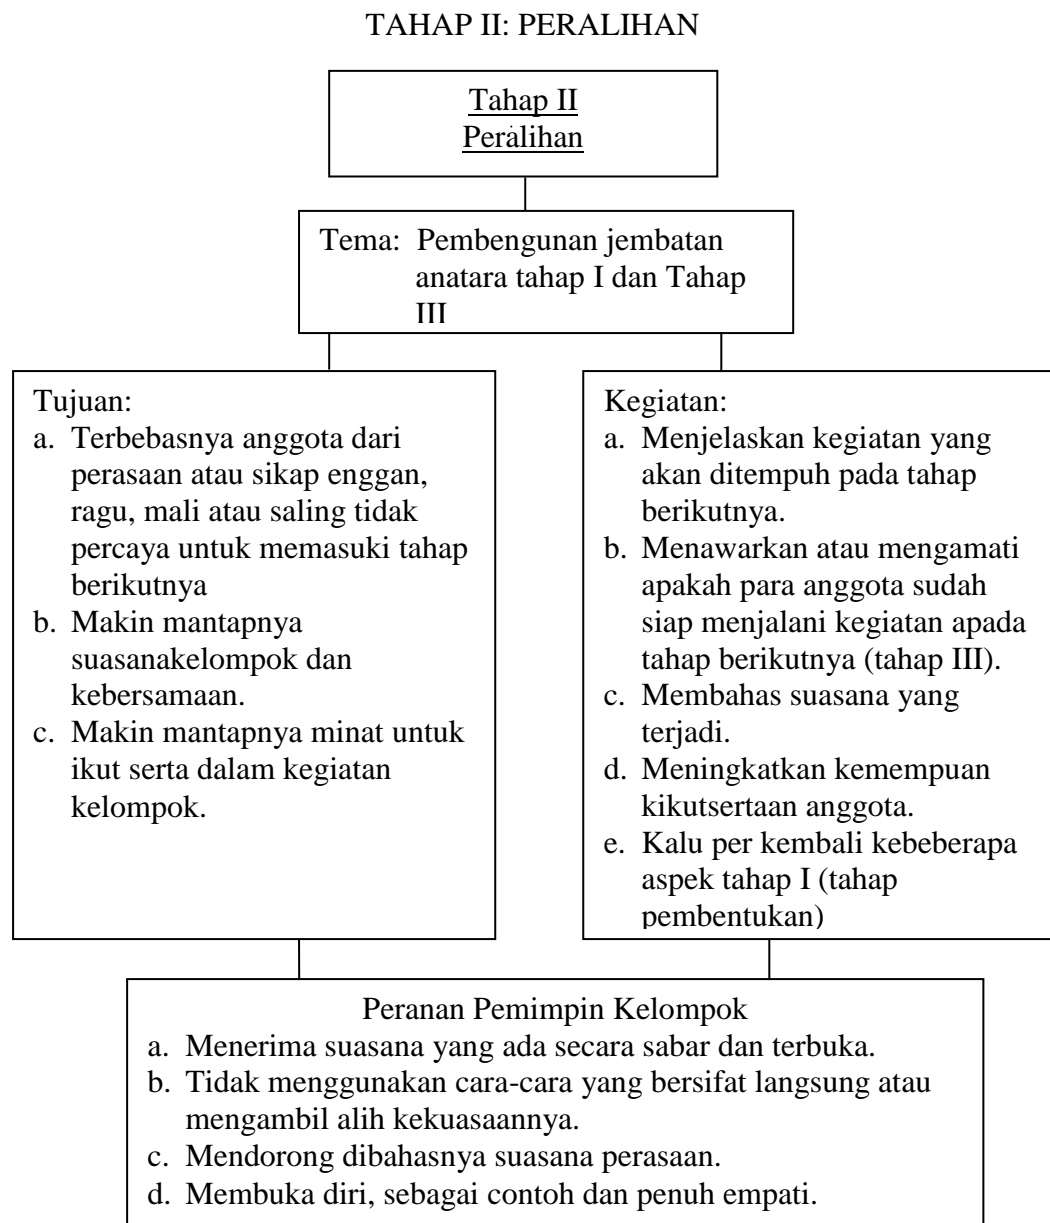 TAHAP II: PERALIHAN
Tahap II
Peralihan
Tema: Pembengunan jembatan
anatara tahap I dan Tahap
III
Tujuan:
a. Terbebasnya anggota dari
perasaan atau sikap enggan,
ragu, mali atau saling tidak
percaya untuk memasuki tahap
berikutnya
b. Makin mantapnya
suasanakelompok dan
kebersamaan.
c. Makin mantapnya minat untuk
ikut serta dalam kegiatan
kelompok.
Kegiatan:
a. Menjelaskan kegiatan yang
akan ditempuh pada tahap
berikutnya.
b. Menawarkan atau mengamati
apakah para anggota sudah
siap menjalani kegiatan apada
tahap berikutnya (tahap III).
c. Membahas suasana yang
terjadi.
d. Meningkatkan kemempuan
kikutsertaan anggota.
e. Kalu per kembali kebeberapa
aspek tahap I (tahap
pembentukan)
Peranan Pemimpin Kelompok
a. Menerima suasana yang ada secara sabar dan terbuka.
b. Tidak menggunakan cara-cara yang bersifat langsung atau
mengambil alih kekuasaannya.
c. Mendorong dibahasnya suasana perasaan.
d. Membuka diri, sebagai contoh dan penuh empati.